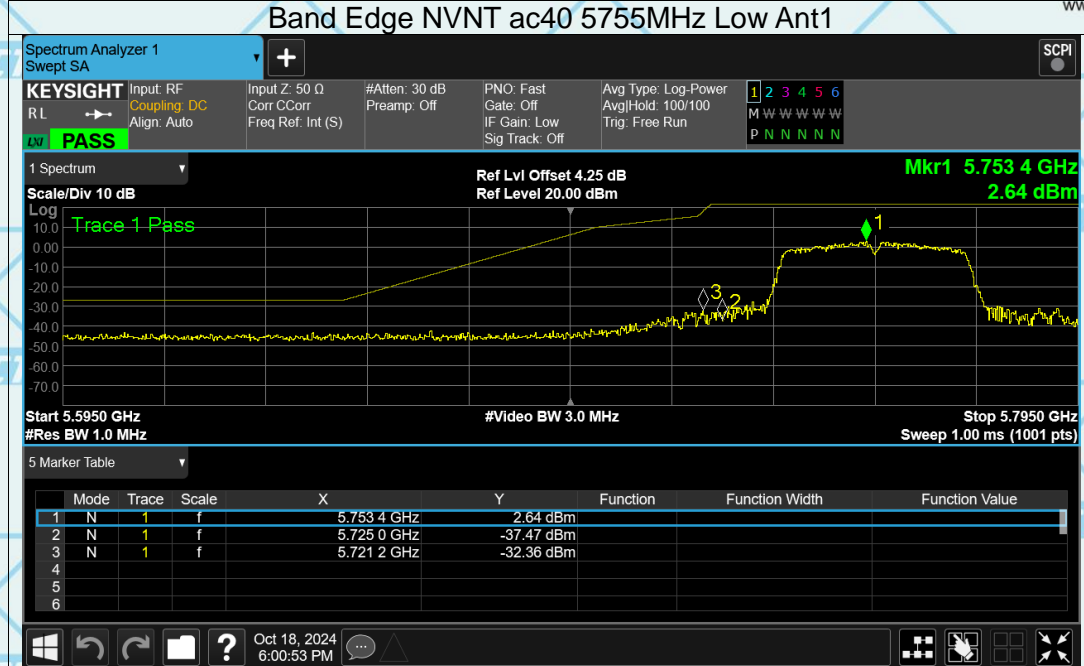 Band Edge NVNT ac40 5755MHz Low Ant1
Spectrum Analyzer 1
Swept SA
+
SCPI
KEYSIGHT
RL
LXI PASS
Input: RF
Coupling: DC
Align: Auto
Input Z: 50 Ω
Corr CCorr
Freq Ref: Int (S)
#Atten: 30 dB
Preamp: Off
PNO: Fast
Gate: Off
IF Gain: Low
Sig Track: Off
Avg Type: Log-Power
Avg|Hold: 100/100
Trig: Free Run
1 2 3 4 5 6
M W W W W W
P N N N N N
1 Spectrum
Scale/Div 10 dB
Ref Lvl Offset 4.25 dB
Ref Level 20.00 dBm
Mkr1 5.753 4 GHz
2.64 dBm
Log
Trace 1 Pass
10.0
0.00
-10.0
-20.0
-30.0
-40.0
-50.0
-60.0
-70.0
1
3
2
Start 5.5950 GHz
#Video BW 3.0 MHz
Stop 5.7950 GHz
#Res BW 1.0 MHz
Sweep 1.00 ms (1001 pts)
5 Marker Table
Mode Trace Scale X Y Function Function Width Function Value
1 N 1 f 5.753 4 GHz 2.64 dBm
2 N 1 f 5.725 0 GHz -37.47 dBm
3 N 1 f 5.721 2 GHz -32.36 dBm
4
5
6
?
Oct 18, 2024
6:00:53 PM